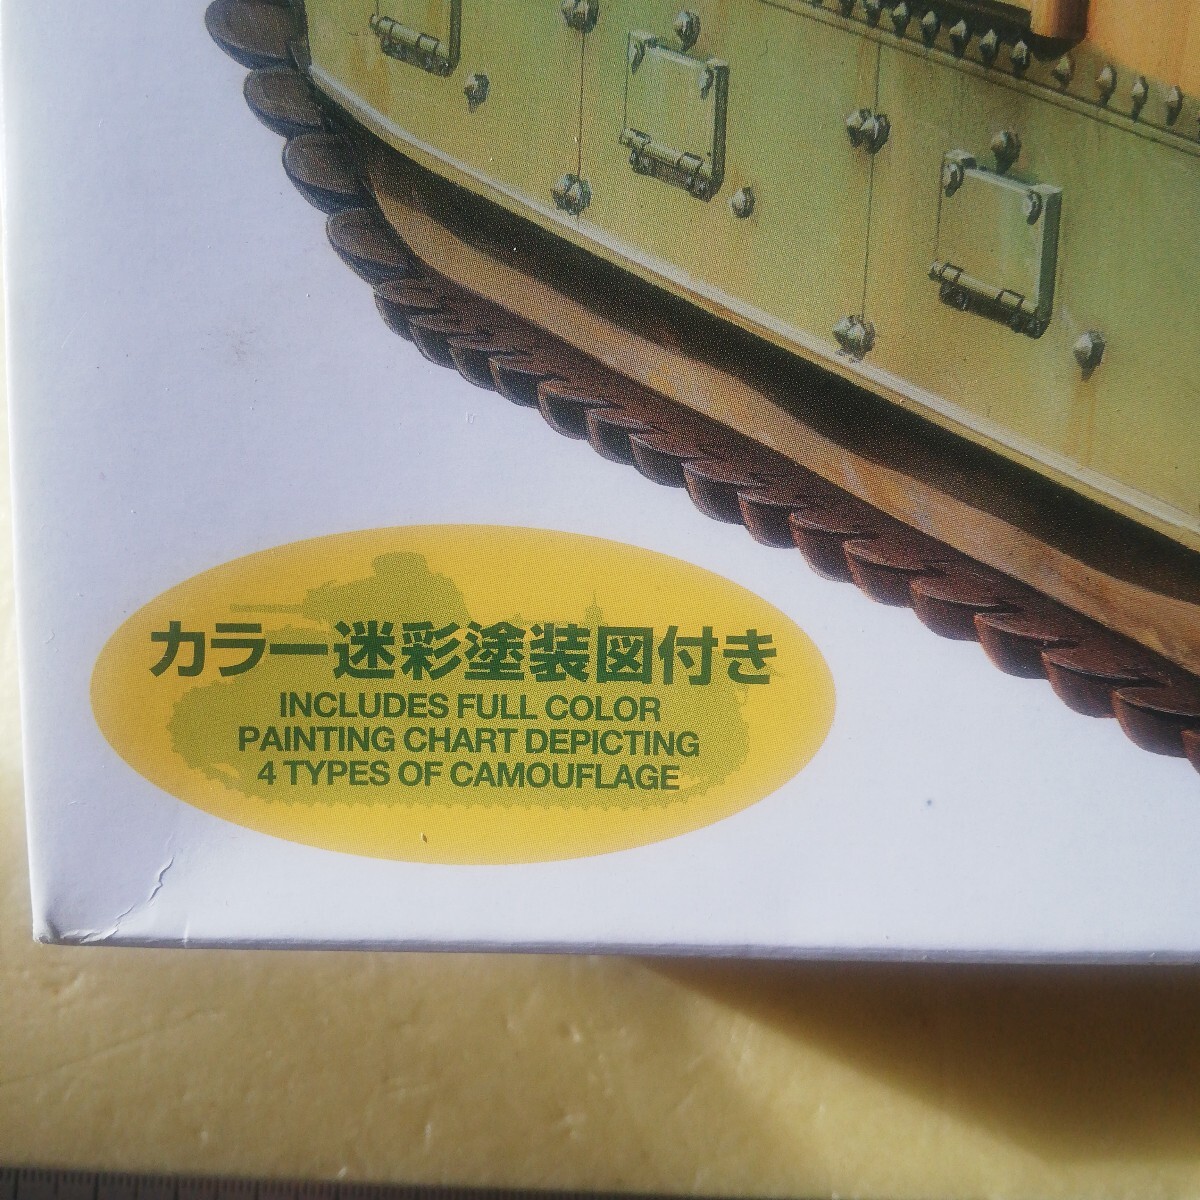 カラー迷彩塗装図付き
INCLUDES FULL COLOR
PAINTING CHART DEPICTING
4 TYPES OF CAMOUFLAGE